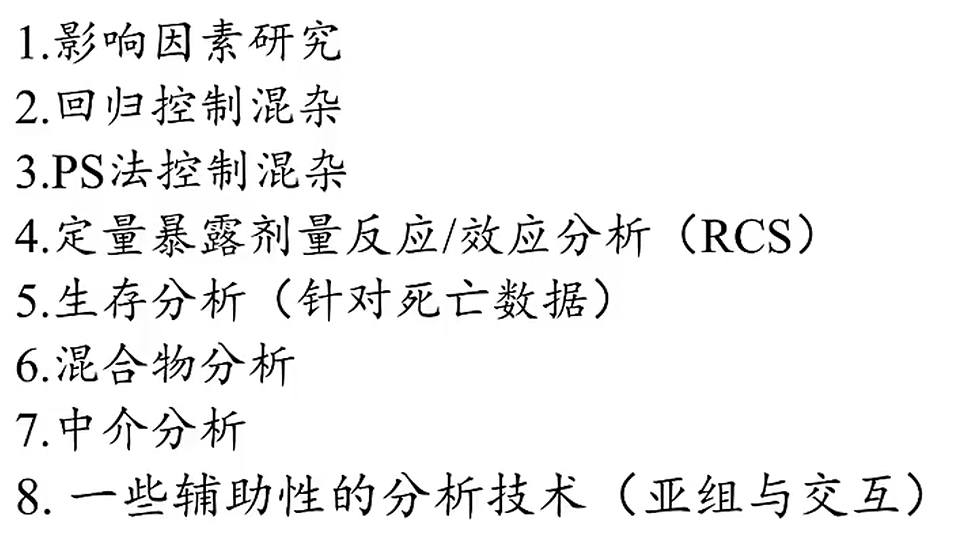 1.影响因素研究
2.回归控制混杂
3.PS法控制混杂
4.定量暴露剂量反应/效应分析（RCS）
5.生存分析（针对死亡数据）
6.混合物分析
7.中介分析
8. 一些辅助性的分析技术（亚组与交互）